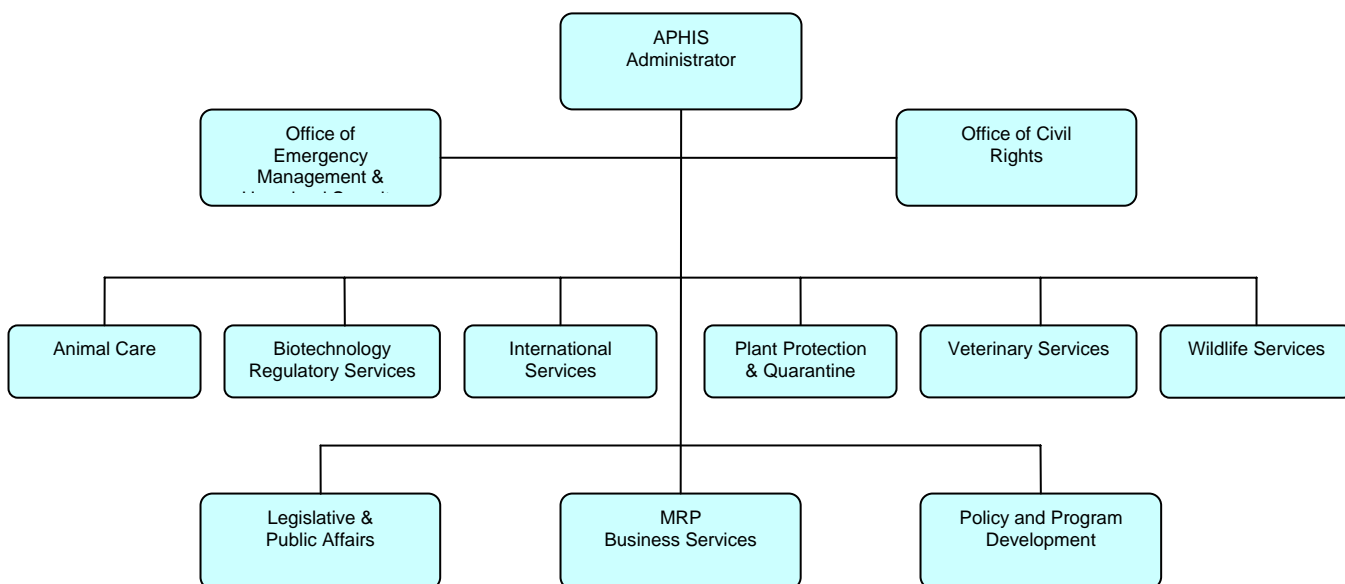 APHIS
Administrator
Office of
Emergency
Management &
Office of Civil
Rights
Animal Care
Biotechnology
Regulatory Services
International
Services
Plant Protection
& Quarantine
Veterinary Services
Wildlife Services
Legislative &
Public Affairs
MRP
Business Services
Policy and Program
Development